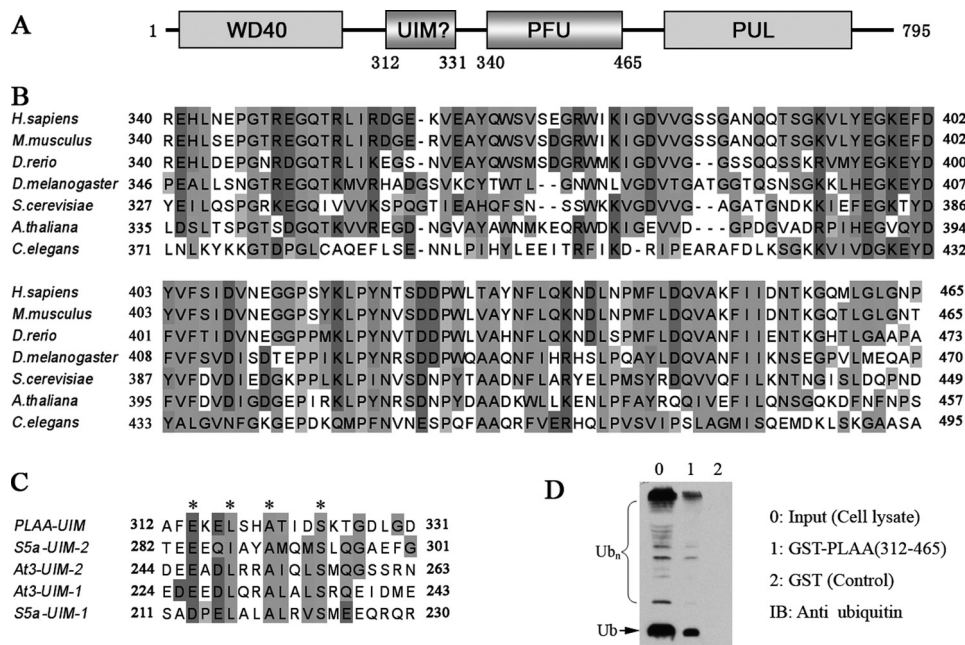 A
1 WD40 UIM? PFU PUL 795
312 331 340 465
B
H.sapiens 340 REHLNEPGTREGQTRLIRDGE-KVEAYQWSVSEGRWIKIGDVVGSSGANQQTSGKVLYEGKEFD 402
M.musculus 340 REHLSEPGTREGQTRLIRDGE-RVEAYQWSVSDGRWIKIGDVVGSSGANQQTSGKVLYEGKEFD 402
D.rerio 340 REHLDEPGNRDGQTRLIKEGS-NVEAYQWSMSDGRWMKIGDVVG--GSSQQSSKRVMYEGKEYD 400
D.melanogaster 346 PEALLSNGTREGQTKMVRHADGSVKCYTWTL--GNWNLVGDVTGATGGTQSNSGKKLHEGKEYD 407
S.cerevisiae 327 YEILQSPGRKEGQIVVVKSPQGTIEAHQFSN--SSWKKVGDVVG--AGATGNDKKIEFEGKTYD 386
A.thaliana 335 LDSLTSPGTSDGQTKVVREGD-NGVAYAWNMKEQRWDKIGEVVD---GPDGVADRPIHEGVQYD 394
C.elegans 371 LNLKYKKGTDPGLCAQEFLSE-NNLPIHYLEEITRFIKD-RIPEARAFDLKSGKKVIVDGKEYD 432
H.sapiens 403 YVFSIDVNEGGPSYKLPYNTSDDPWLTAYNFLQKNDLNPMFLDQVAKFIIDNTKGQMLGLGNP 465
M.musculus 403 YVFSIDVNEGGPSYKLPYNVSDDPWLVAYNFLQKNDLNPMFLDQVAKFIIDNTKGQTLGLGNT 465
D.rerio 401 YVFTIDVNEGGPSMKLPYNVSDDPWLVAYNFLQKNDLSPMFLDQVAKFIIENTKGHTLGAAPA 473
D.melanogaster 408 FVFSVDISDTEPPIKLPYNRSDDPWQAAQNFIHRHSLPQAYLDQVANFIIKNSEGPVLMEQAP 470
S.cerevisiae 387 YVFDVDIEDGKPPLKLPINVSDNPYTAADNFLARYELPMSYRDQVVQFILKNTNGISLDQPND 449
A.thaliana 395 FVFDVDIGDGEPIRKLPYNRSDNPYDAADKWLLKENLPFAYRQQIVEFILQNSGQKDFNFNPS 457
C.elegans 433 YALGVNFGKGEPDKQMPFNVNESPQFAAQRFVERHQLPVSVIPSLAGMISQEMDKLSKGAASA 495
C
* * * *
PLAA-UIM 312 AFEKELSHATIDSKTGDLGD 331
S5a-UIM-2 282 TEEEQIAYAMQMSLQGAEFG 301
At3-UIM-2 244 DEEADLRRAIQLSMQGSSRN 263
At3-UIM-1 224 EDEEDLQRALALSRQEIDME 243
S5a-UIM-1 211 SADPELALALRVSMEEQRQR 230
D
0 1 2
Ubn
Ub
0: Input (Cell lysate)
1: GST-PLAA(312-465)
2: GST (Control)
IB: Anti ubiquitin